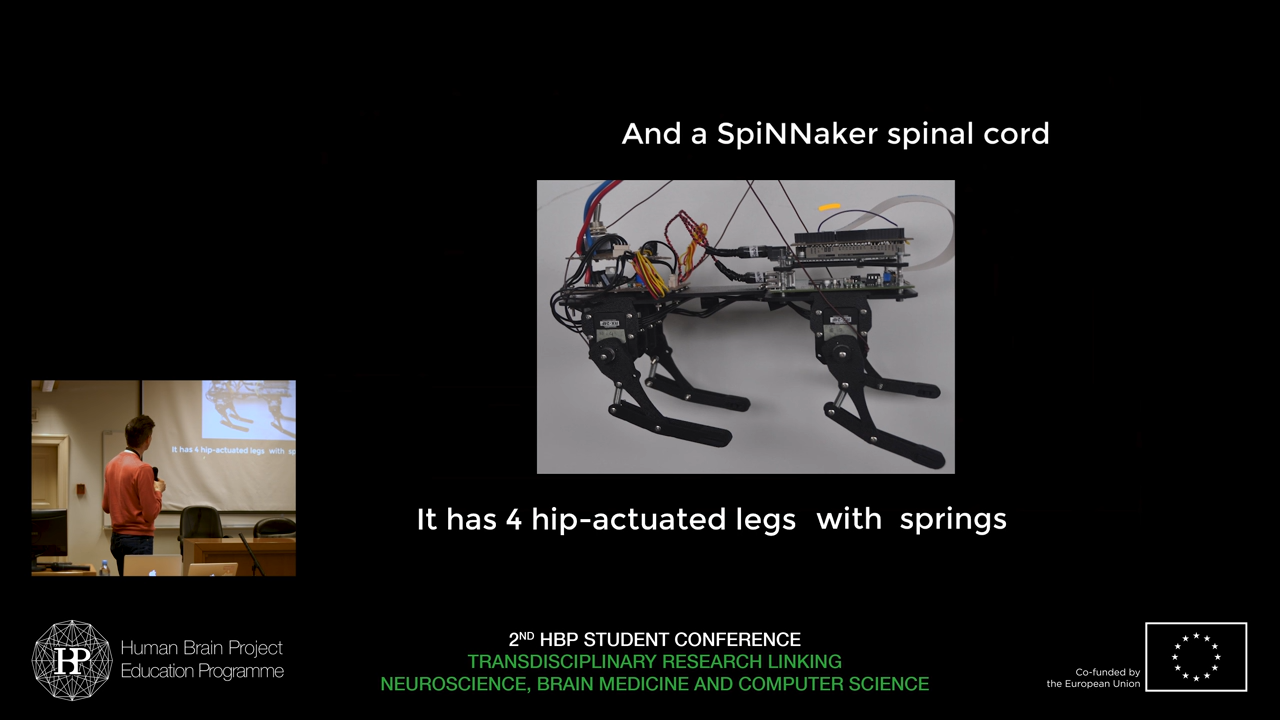 And a SpiNNaker spinal cord
It has 4 hip-actuated legs with springs
It has 4 hip-actuated legs with sp
HP
Human Brain Project
Education Programme
2ND HBP STUDENT CONFERENCE
TRANSDISCIPLINARY RESEARCH LINKING
NEUROSCIENCE, BRAIN MEDICINE AND COMPUTER SCIENCE
Co-funded by
the European Union